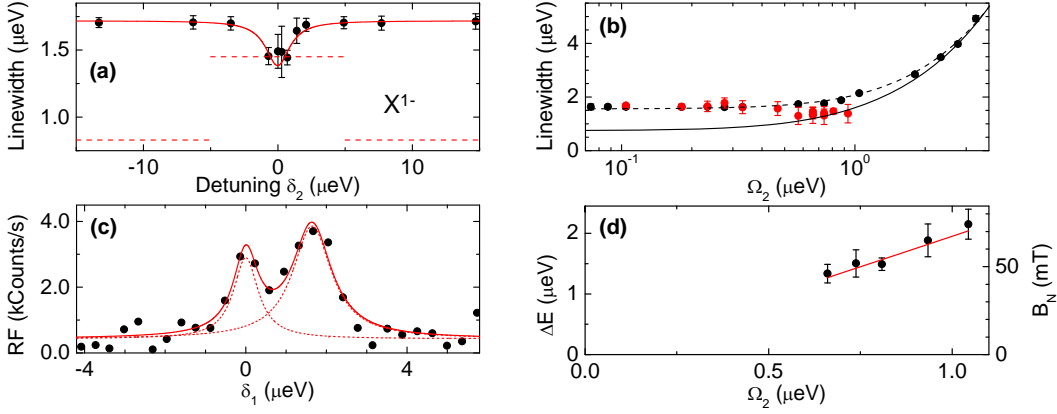 Linewidth (μeV)
1.5
1.0
(a)
X1-
-10
0
10
Detuning δ2 (μeV)
Linewidth (μeV)
4
2
0
(b)
10-1
100
Ω2 (μeV)
RF (kCounts/s)
4.0
2.0
0.0
(c)
-4
0
4
δ1 (μeV)
ΔE (μeV)
2
1
0
(d)
50
0
BN (mT)
0.0
0.5
1.0
Ω2 (μeV)